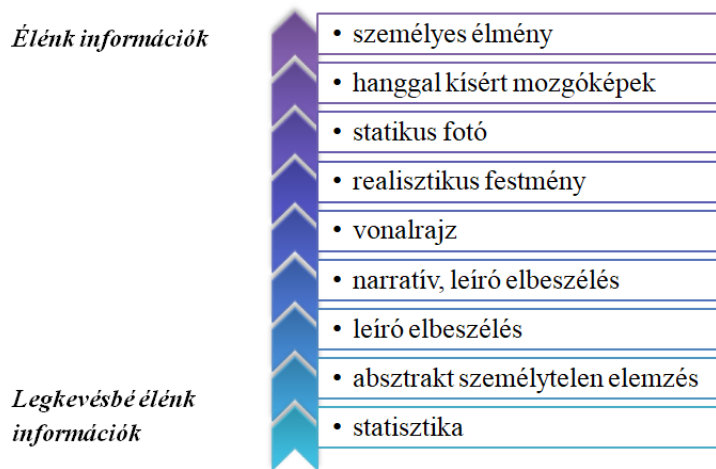 Élénk információk
• személyes élmény
• hanggal kísért mozgóképek
• statikus fotó
• realisztikus festmény
• vonalrajz
• narratív, leíró elbeszélés
• leíró elbeszélés
• absztrakt személytelen elemzés
Legkevésbé élénk
információk
• statisztika